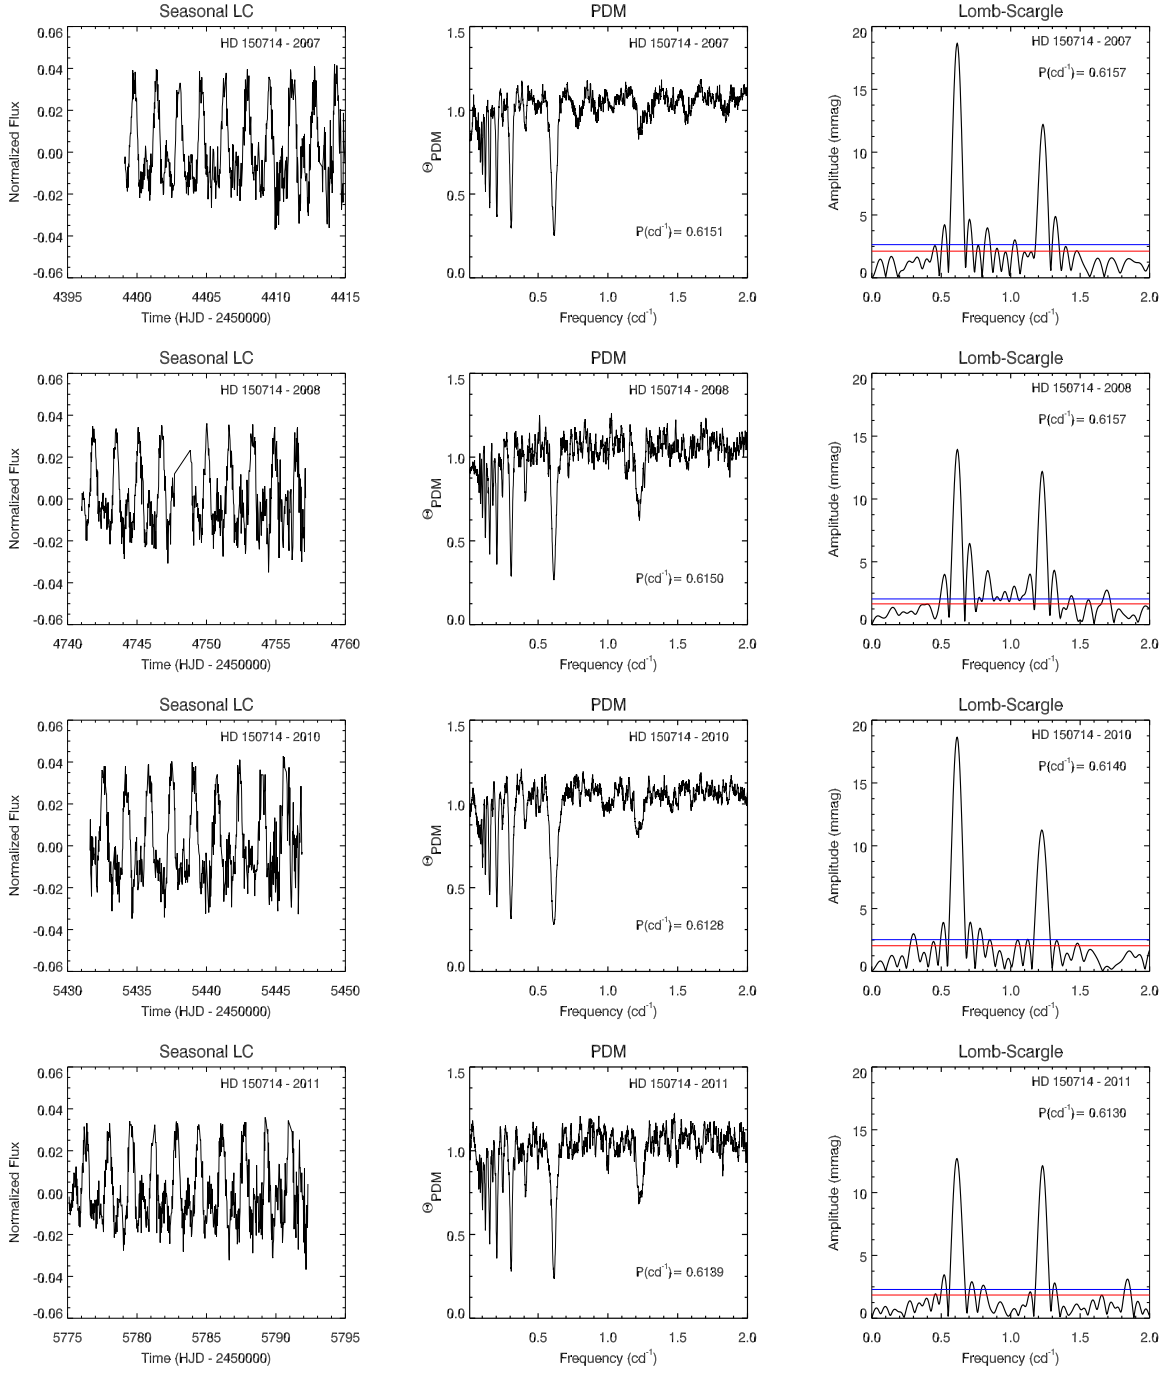 Seasonal LC
PDM
Lomb-Scargle
HD 150714 - 2007
HD 150714 - 2007
HD 150714 - 2007
P(cd⁻¹)= 0.6157
P(cd⁻¹)= 0.6151
Normalized Flux
Θ_PDM
Amplitude (mmag)
0.06
0.04
0.02
0.00
-0.02
-0.04
-0.06
1.5
1.0
0.5
0.0
20
15
10
5
0
4395 4400 4405 4410 4415
0.5 1.0 1.5 2.0
0.0 0.5 1.0 1.5 2.0
Time (HJD - 2450000)
Frequency (cd⁻¹)
Frequency (cd⁻¹)
Seasonal LC
PDM
Lomb-Scargle
HD 150714 - 2008
HD 150714 - 2008
HD 150714 - 2008
P(cd⁻¹)= 0.6157
P(cd⁻¹)= 0.6150
Normalized Flux
Θ_PDM
Amplitude (mmag)
0.06
0.04
0.02
0.00
-0.02
-0.04
-0.06
1.5
1.0
0.5
0.0
20
15
10
5
0
4740 4745 4750 4755 4760
0.5 1.0 1.5 2.0
0.0 0.5 1.0 1.5 2.0
Time (HJD - 2450000)
Frequency (cd⁻¹)
Frequency (cd⁻¹)
Seasonal LC
PDM
Lomb-Scargle
HD 150714 - 2010
HD 150714 - 2010
HD 150714 - 2010
P(cd⁻¹)= 0.6140
P(cd⁻¹)= 0.6128
Normalized Flux
Θ_PDM
Amplitude (mmag)
0.06
0.04
0.02
0.00
-0.02
-0.04
-0.06
1.5
1.0
0.5
0.0
20
15
10
5
0
5430 5435 5440 5445 5450
0.5 1.0 1.5 2.0
0.0 0.5 1.0 1.5 2.0
Time (HJD - 2450000)
Frequency (cd⁻¹)
Frequency (cd⁻¹)
Seasonal LC
PDM
Lomb-Scargle
HD 150714 - 2011
HD 150714 - 2011
HD 150714 - 2011
P(cd⁻¹)= 0.6130
P(cd⁻¹)= 0.6139
Normalized Flux
Θ_PDM
Amplitude (mmag)
0.06
0.04
0.02
0.00
-0.02
-0.04
-0.06
1.5
1.0
0.5
0.0
20
15
10
5
0
5775 5780 5785 5790 5795
0.5 1.0 1.5 2.0
0.0 0.5 1.0 1.5 2.0
Time (HJD - 2450000)
Frequency (cd⁻¹)
Frequency (cd⁻¹)